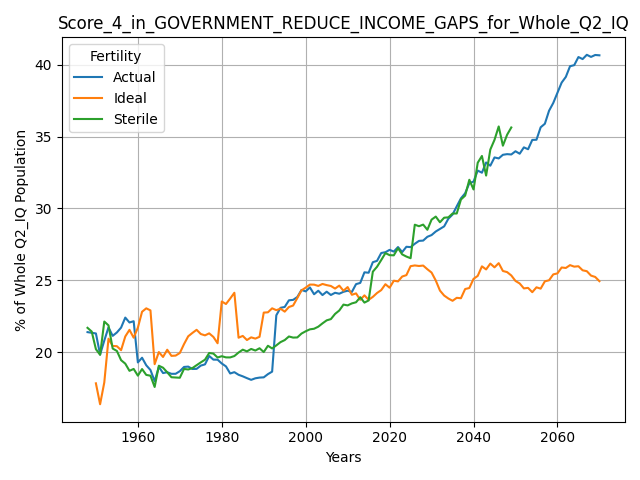 Score_4_in_GOVERNMENT_REDUCE_INCOME_GAPS_for_Whole_Q2_IQ
Fertility
Actual
Ideal
Sterile
% of Whole Q2_IQ Population
40
35
30
25
20
1960
1980
2000
2020
2040
2060
Years